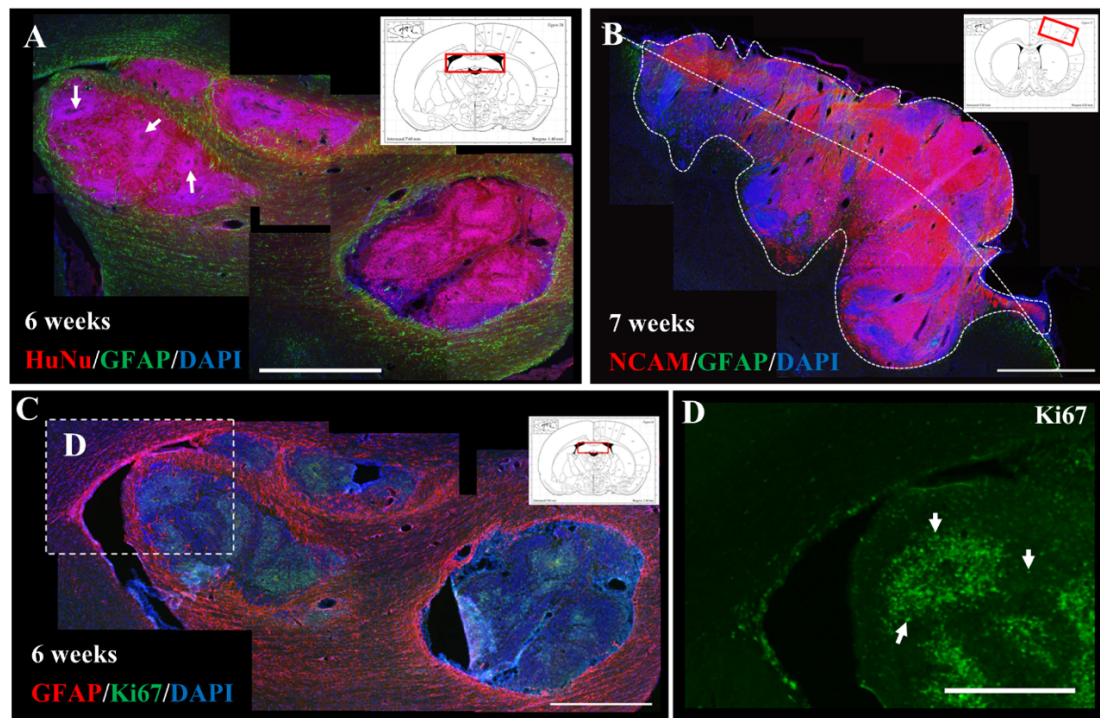 A
B
6 weeks
HuNu/GFAP/DAPI
7 weeks
NCAM/GFAP/DAPI
C
D
D
Ki67
6 weeks
GFAP/Ki67/DAPI